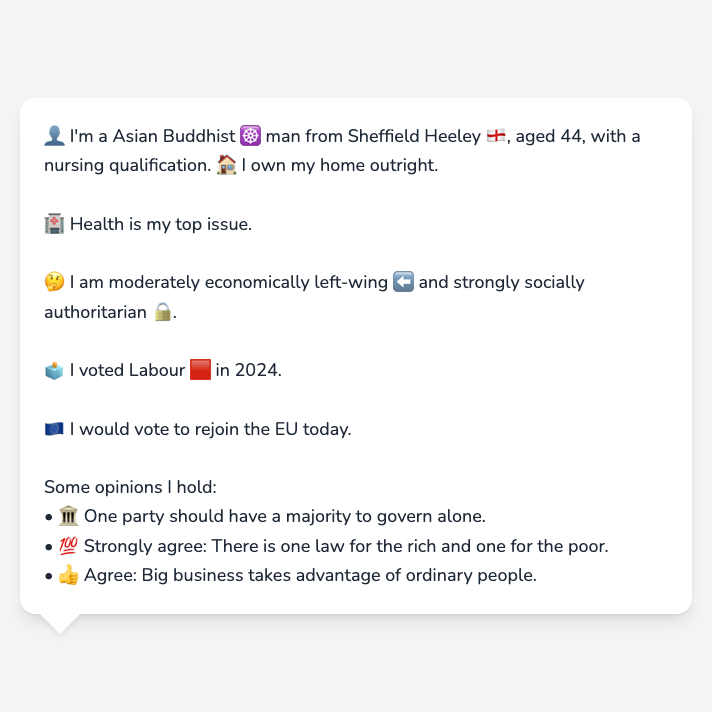 👤 I'm a Asian Buddhist ☸️ man from Sheffield Heeley 🏴󠁧󠁢󠁥󠁮󠁧󠁿, aged 44, with a
nursing qualification. 🏠 I own my home outright.
🏥 Health is my top issue.
🤔 I am moderately economically left-wing ⬅️ and strongly socially
authoritarian 🔒.
🗳️ I voted Labour 🟥 in 2024.
🇪🇺 I would vote to rejoin the EU today.
Some opinions I hold:
• 🏛️ One party should have a majority to govern alone.
• 💯 Strongly agree: There is one law for the rich and one for the poor.
• 👍 Agree: Big business takes advantage of ordinary people.